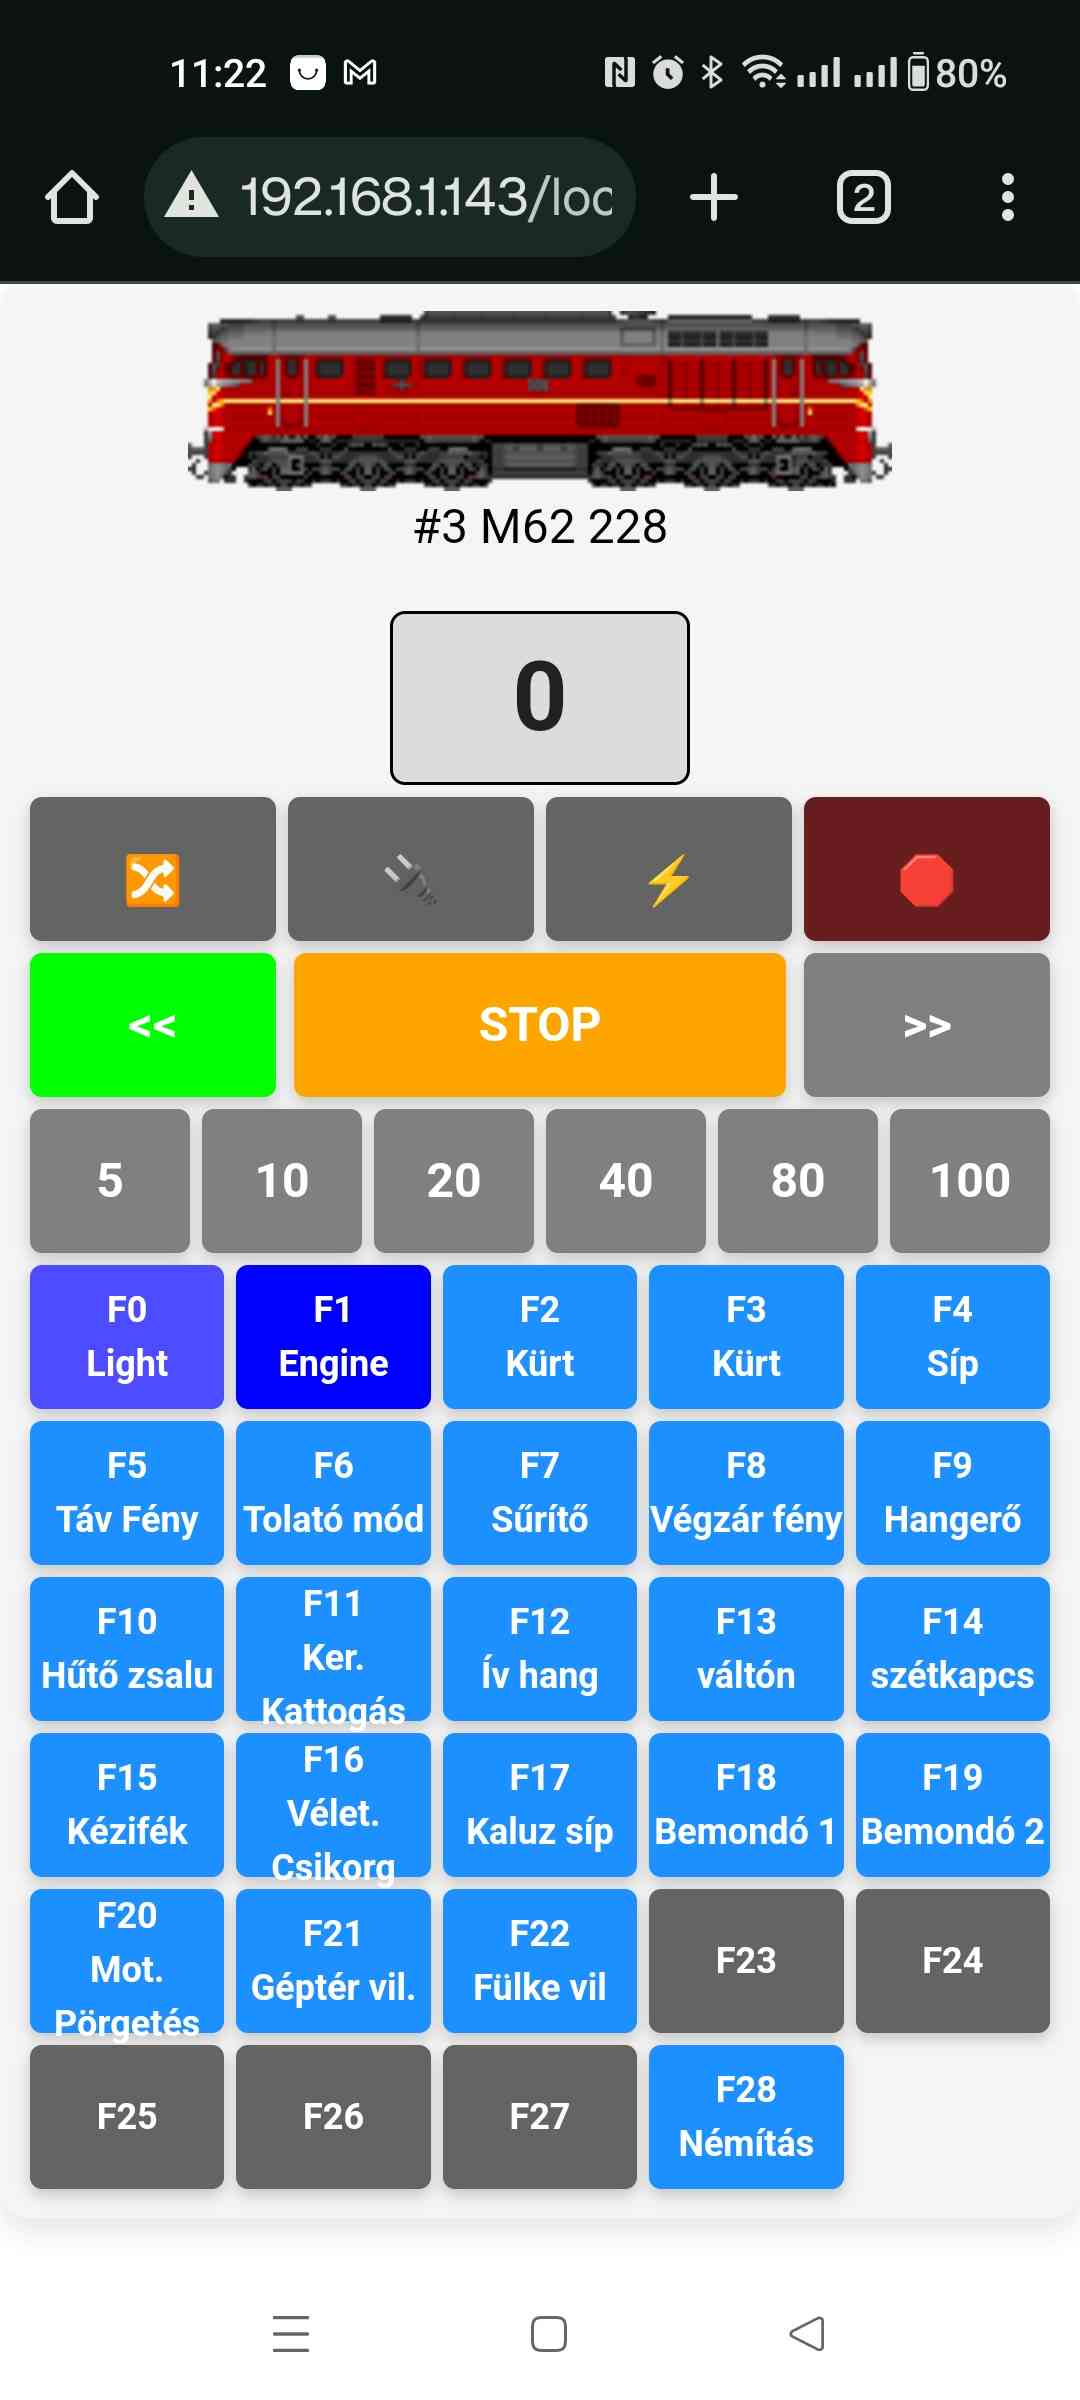 11:22
80%
192.168.1.143/loc
2
#3 M62 228
0
<<
STOP
>>
5
10
20
40
80
100
F0
Light
F1
Engine
F2
Kürt
F3
Kürt
F4
Síp
F5
Táv Fény
F6
Tolató mód
F7
Sűrítő
F8
Végzár fény
F9
Hangerő
F10
Hűtő zsalu
F11
Ker.
Kattogás
F12
Ív hang
F13
váltón
F14
szétkapcs
F15
Kézifék
F16
Vélet.
Csikorg
F17
Kaluz síp
F18
Bemondó 1
F19
Bemondó 2
F20
Mot.
Pörgetés
F21
Géptér vil.
F22
Fülke vil
F23
F24
F25
F26
F27
F28
Némítás